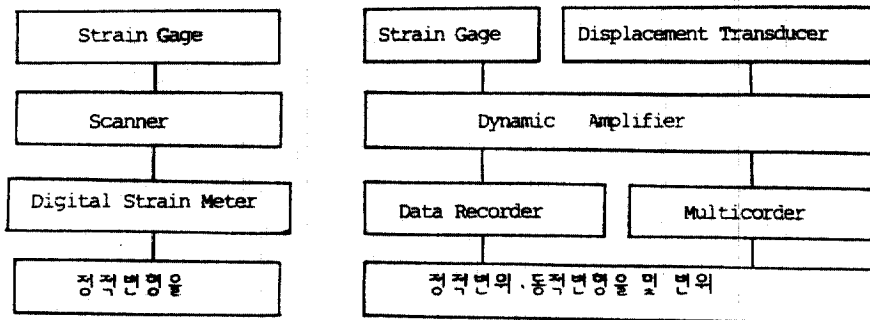 Strain Gage
Scanner
Digital Strain Meter
정적변형율
Strain Gage
Displacement Transducer
Dynamic Amplifier
Data Recorder
Multicorder
정적변위.동적변형율 및 변위